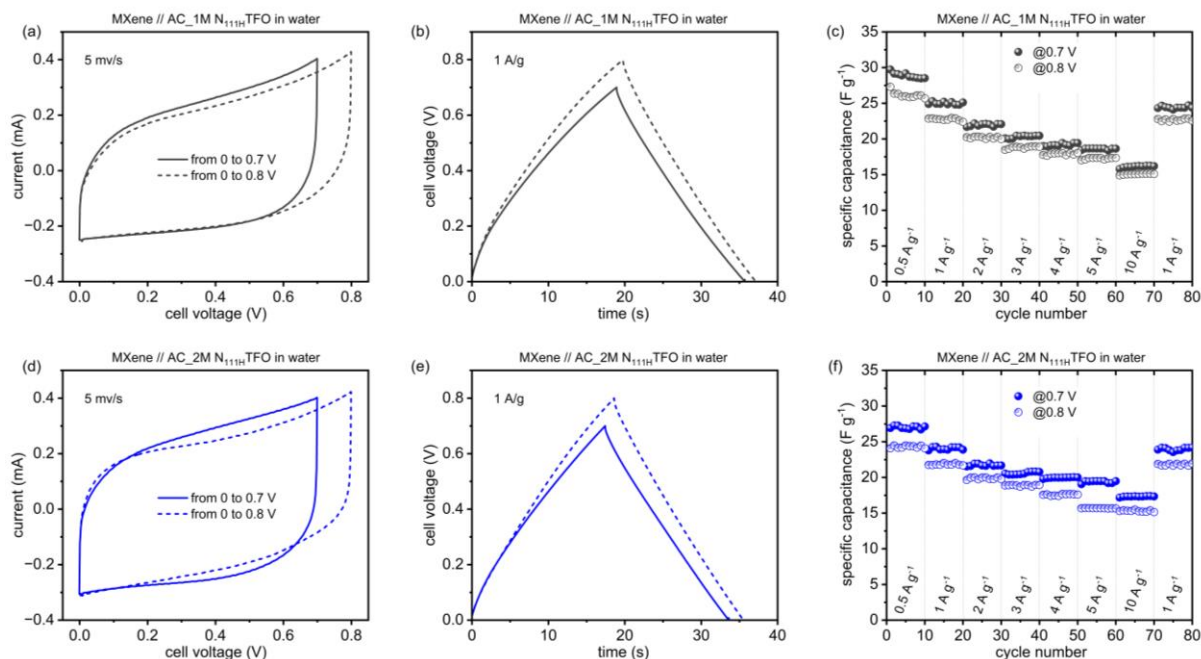 MXene // AC_1M N₁₁₁HTFO in water
(a)
5 mv/s
from 0 to 0.7 V
from 0 to 0.8 V
current (mA)
0.4
0.2
0.0
−0.2
−0.4
0.0 0.2 0.4 0.6 0.8
cell voltage (V)
MXene // AC_1M N₁₁₁HTFO in water
(b)
1 A/g
cell voltage (V)
0.8
0.6
0.4
0.2
0.0
0 10 20 30 40
time (s)
MXene // AC_1M N₁₁₁HTFO in water
(c)
@0.7 V
@0.8 V
specific capacitance (F g⁻¹)
35
30
25
20
15
10
5
0
0.5 A g⁻¹ 1 A g⁻¹ 2 A g⁻¹ 3 A g⁻¹ 4 A g⁻¹ 5 A g⁻¹ 10 A g⁻¹ 1 A g⁻¹
0 10 20 30 40 50 60 70 80
cycle number
MXene // AC_2M N₁₁₁HTFO in water
(d)
5 mv/s
from 0 to 0.7 V
from 0 to 0.8 V
current (mA)
0.4
0.2
0.0
−0.2
−0.4
0.0 0.2 0.4 0.6 0.8
cell voltage (V)
MXene // AC_2M N₁₁₁HTFO in water
(e)
1 A/g
cell voltage (V)
0.8
0.6
0.4
0.2
0.0
0 10 20 30 40
time (s)
MXene // AC_2M N₁₁₁HTFO in water
(f)
@0.7 V
@0.8 V
specific capacitance (F g⁻¹)
35
30
25
20
15
10
5
0
0.5 A g⁻¹ 1 A g⁻¹ 2 A g⁻¹ 3 A g⁻¹ 4 A g⁻¹ 5 A g⁻¹ 10 A g⁻¹ 1 A g⁻¹
0 10 20 30 40 50 60 70 80
cycle number